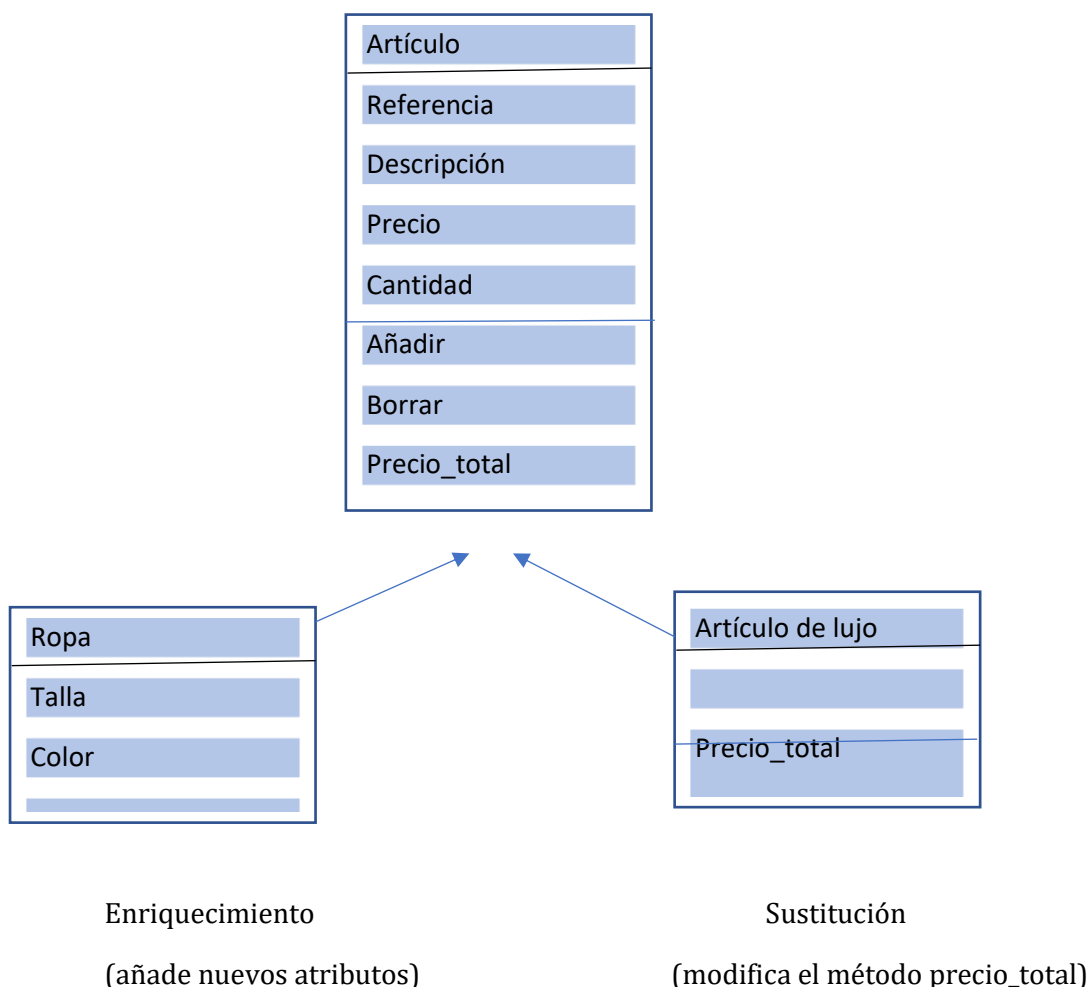 Artículo
Referencia
Descripción
Precio
Cantidad
Añadir
Borrar
Precio_total
Ropa
Talla
Color
Artículo de lujo
Precio_total
Enriquecimiento
(añade nuevos atributos)
Sustitución
(modifica el método precio_total)